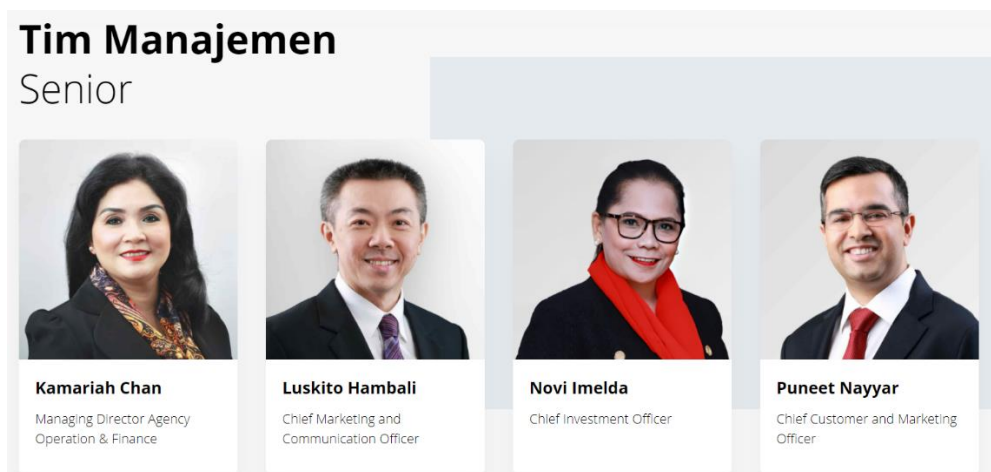 Tim Manajemen
Senior
Kamariah Chan
Managing Director Agency
Operation & Finance
Luskito Hambali
Chief Marketing and
Communication Officer
Novi Imelda
Chief Investment Officer
Puneet Nayyar
Chief Customer and Marketing
Officer